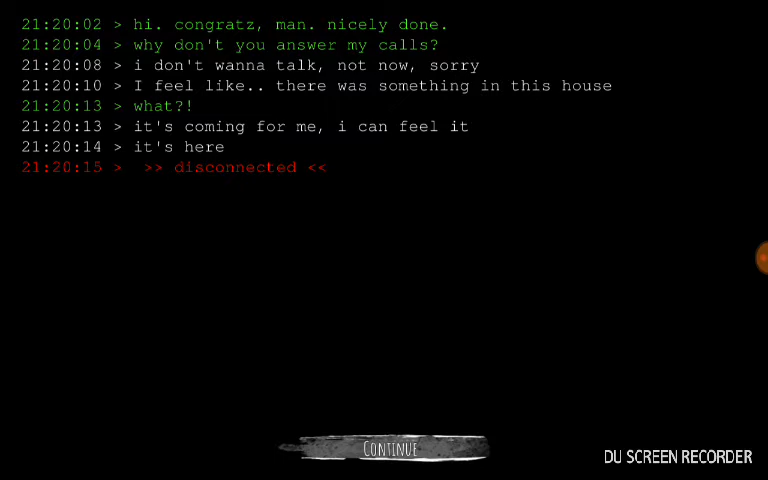 21:20:02 > hi. congratz, man. nicely done.
21:20:04 > why don't you answer my calls?
21:20:08 > i don't wanna talk, not now, sorry
21:20:10 > I feel like.. there was something in this house
21:20:13 > what?!
21:20:13 > it's coming for me, i can feel it
21:20:14 > it's here
21:20:15 > >> disconnected <<
Continue
DU SCREEN RECORDER